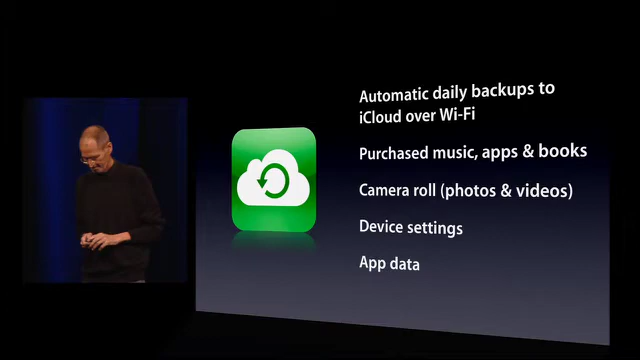 Automatic daily backups to
iCloud over Wi-Fi
Purchased music, apps & books
Camera roll (photos & videos)
Device settings
App data